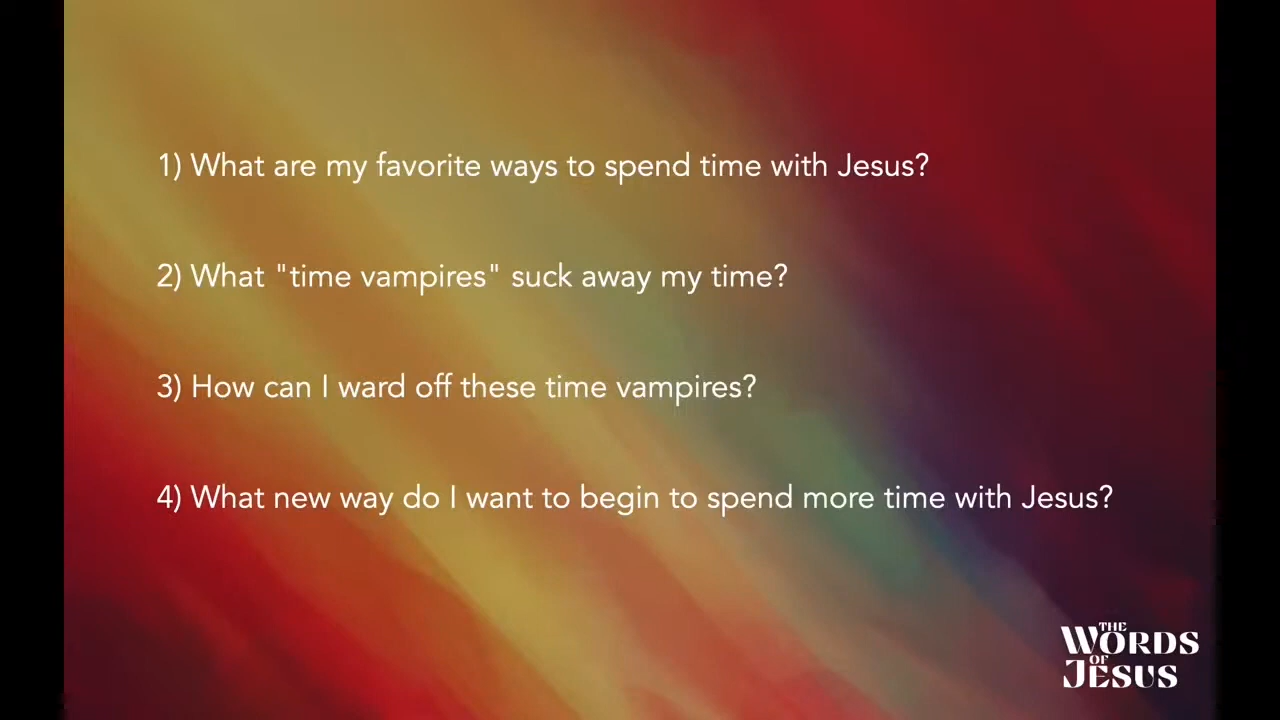 1) What are my favorite ways to spend time with Jesus?
2) What "time vampires" suck away my time?
3) How can I ward off these time vampires?
4) What new way do I want to begin to spend more time with Jesus?
THE
WORDS
OF
JESUS